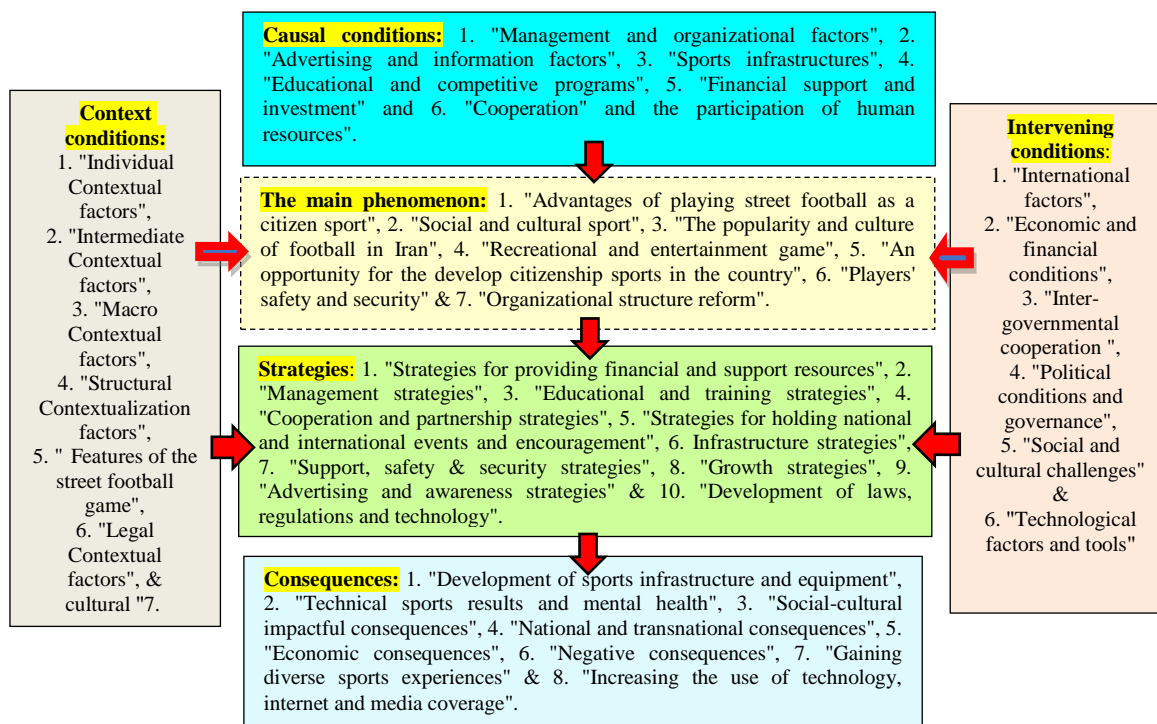 Causal conditions: 1. "Management and organizational factors", 2.
"Advertising and information factors", 3. "Sports infrastructures", 4.
"Educational and competitive programs", 5. "Financial support and
investment" and 6. "Cooperation" and the participation of human
resources".
Context
conditions:
1. "Individual
Contextual
factors",
2. "Intermediate
Contextual
factors",
3. "Macro
Contextual
factors",
4. "Structural
Contextualization
factors",
5. " Features of the
street football
game",
6. "Legal
Contextual
factors", &
cultural "7.
The main phenomenon: 1. "Advantages of playing street football as a
citizen sport", 2. "Social and cultural sport", 3. "The popularity and culture
of football in Iran", 4. "Recreational and entertainment game", 5. "An
opportunity for the develop citizenship sports in the country", 6. "Players'
safety and security" & 7. "Organizational structure reform".
Strategies: 1. "Strategies for providing financial and support resources", 2.
"Management strategies", 3. "Educational and training strategies", 4.
"Cooperation and partnership strategies", 5. "Strategies for holding national
and international events and encouragement", 6. Infrastructure strategies",
7. "Support, safety & security strategies", 8. "Growth strategies", 9.
"Advertising and awareness strategies" & 10. "Development of laws,
regulations and technology".
Consequences: 1. "Development of sports infrastructure and equipment",
2. "Technical sports results and mental health", 3. "Social-cultural
impactful consequences", 4. "National and transnational consequences", 5.
"Economic consequences", 6. "Negative consequences", 7. "Gaining
diverse sports experiences" & 8. "Increasing the use of technology,
internet and media coverage".
Intervening
conditions:
1. "International
factors",
2. "Economic and
financial
conditions",
3. "Inter-
governmental
cooperation ",
4. "Political
conditions and
governance",
5. "Social and
cultural challenges"
&
6. "Technological
factors and tools"